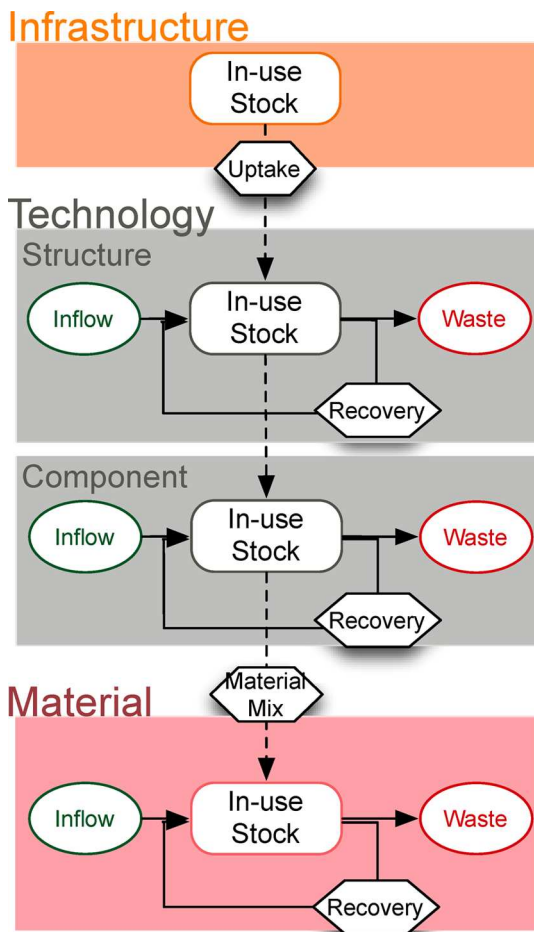 Infrastructure
In-use
Stock
Uptake
Technology
Structure
Inflow
In-use
Stock
Waste
Recovery
Component
Inflow
In-use
Stock
Waste
Recovery
Material
Mix
Material
Inflow
In-use
Stock
Waste
Recovery